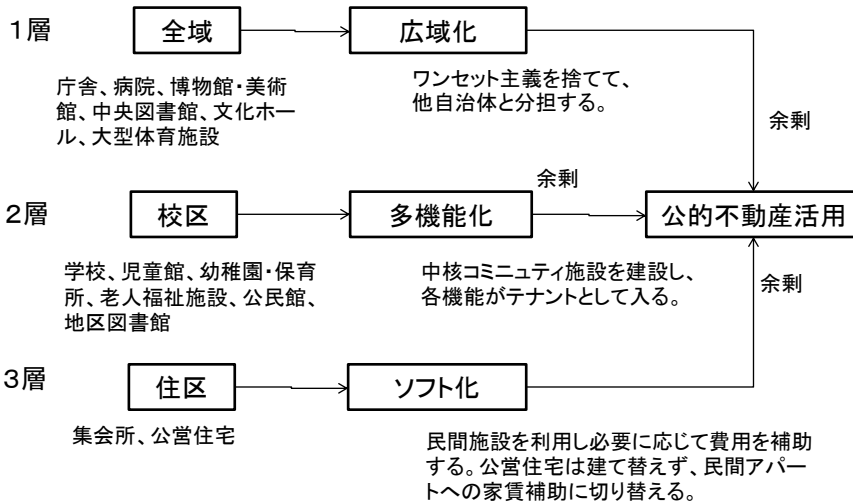 1層
全域
広域化
庁舎、病院、博物館・美術
館、中央図書館、文化ホー
ル、大型体育施設
ワンセット主義を捨てて、
他自治体と分担する。
余剰
2層
校区
多機能化
余剰
公的不動産活用
学校、児童館、幼稚園・保育
所、老人福祉施設、公民館、
地区図書館
中核コミニュティ施設を建設し、
各機能がテナントとして入る。
余剰
3層
住区
ソフト化
集会所、公営住宅
民間施設を利用し必要に応じて費用を補助
する。公営住宅は建て替えず、民間アパー
トへの家賃補助に切り替える。